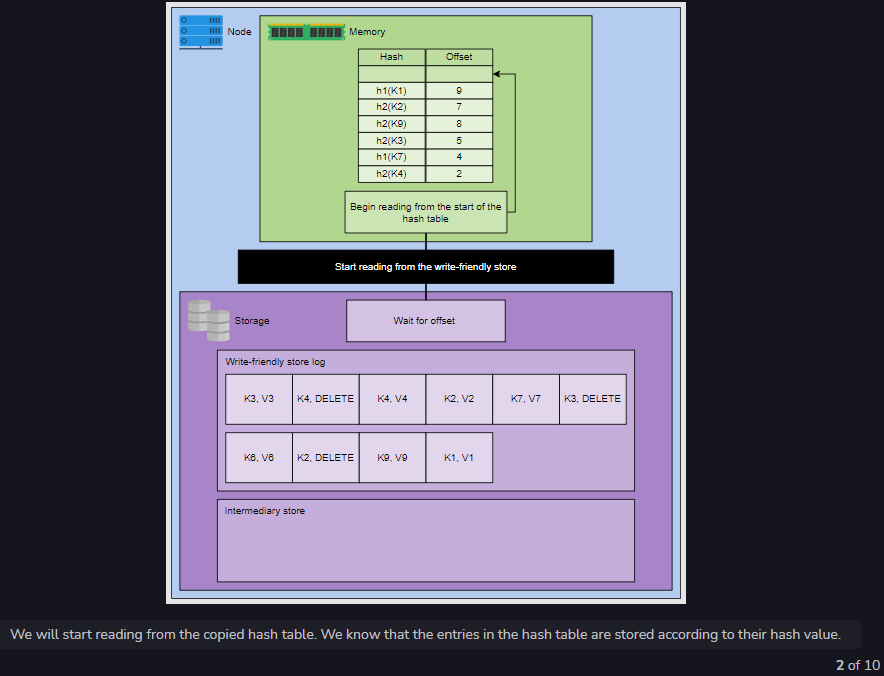 Node
Memory
Hash Offset
h1(K1) 9
h2(K2) 7
h2(K9) 8
h2(K3) 5
h1(K7) 4
h2(K4) 2
Begin reading from the start of the
hash table
Start reading from the write-friendly store
Storage
Wait for offset
Write-friendly store log
K3, V3 K4, DELETE K4, V4 K2, V2 K7, V7 K3, DELETE
K6, V6 K2, DELETE K9, V9 K1, V1
Intermediary store
We will start reading from the copied hash table. We know that the entries in the hash table are stored according to their hash value.
2 of 10